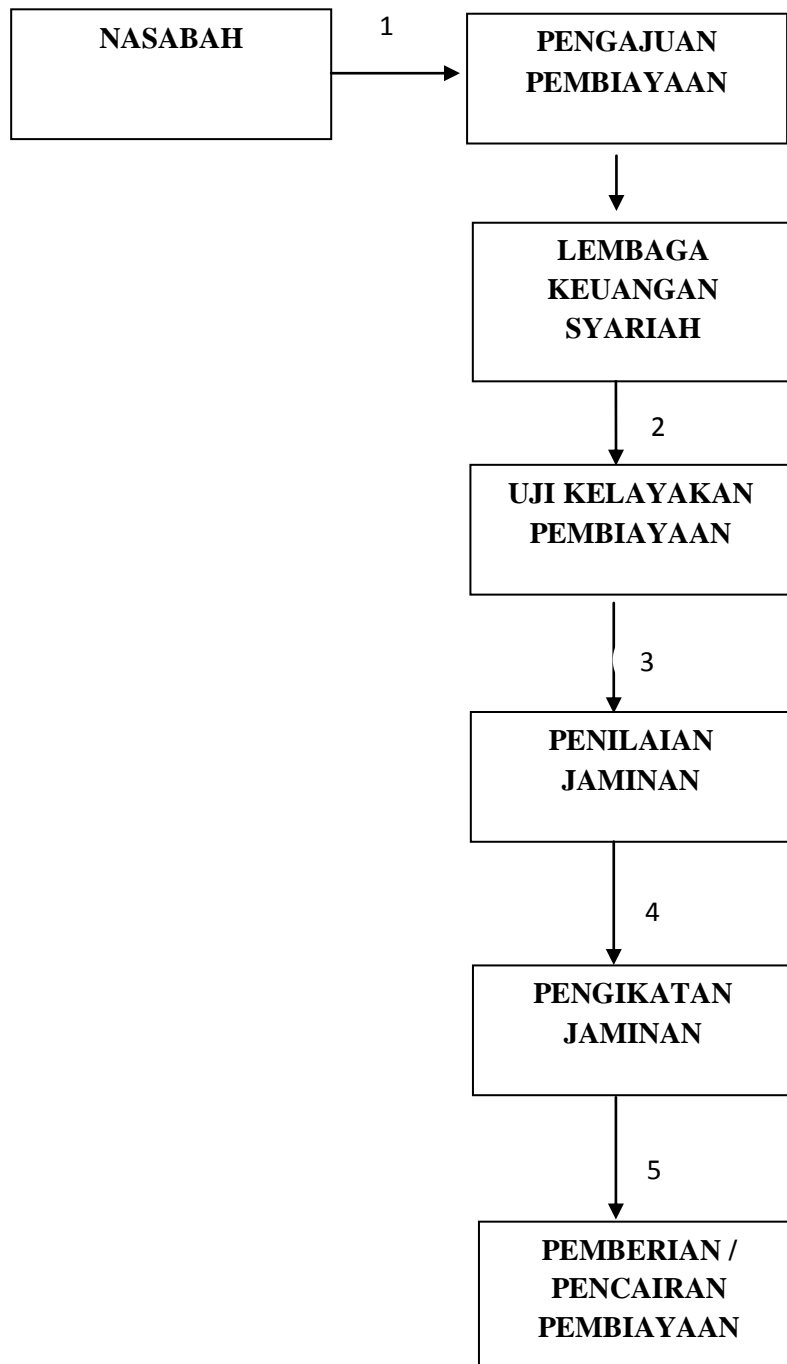 NASABAH
1
PENGAJUAN
PEMBIAYAAN
LEMBAGA
KEUANGAN
SYARIAH
2
UJI KELAYAKAN
PEMBIAYAAN
3
PENILAIAN
JAMINAN
4
PENGIKATAN
JAMINAN
5
PEMBERIAN /
PENCAIRAN
PEMBIAYAAN